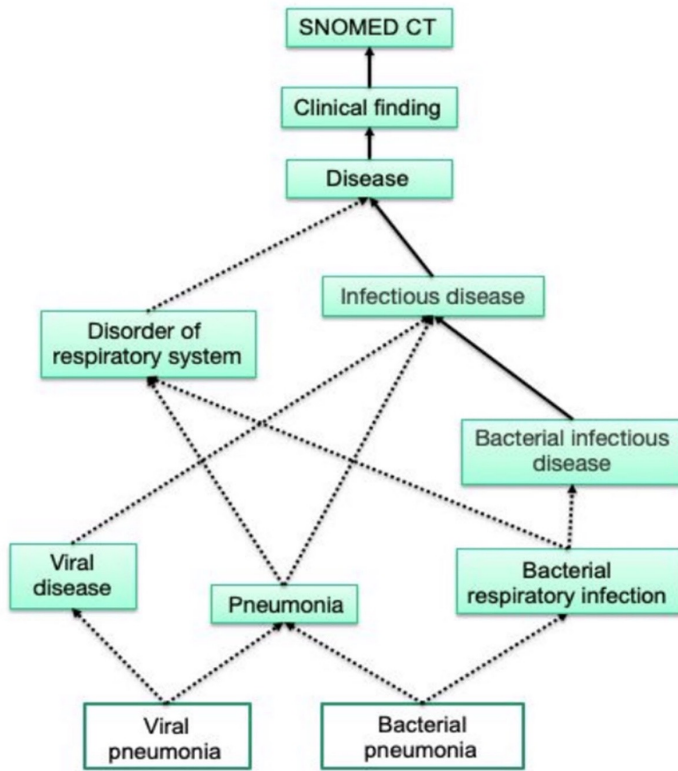 SNOMED CT
Clinical finding
Disease
Infectious disease
Disorder of
respiratory system
Bacterial infectious
disease
Viral
disease
Pneumonia
Bacterial
respiratory infection
Viral
pneumonia
Bacterial
pneumonia